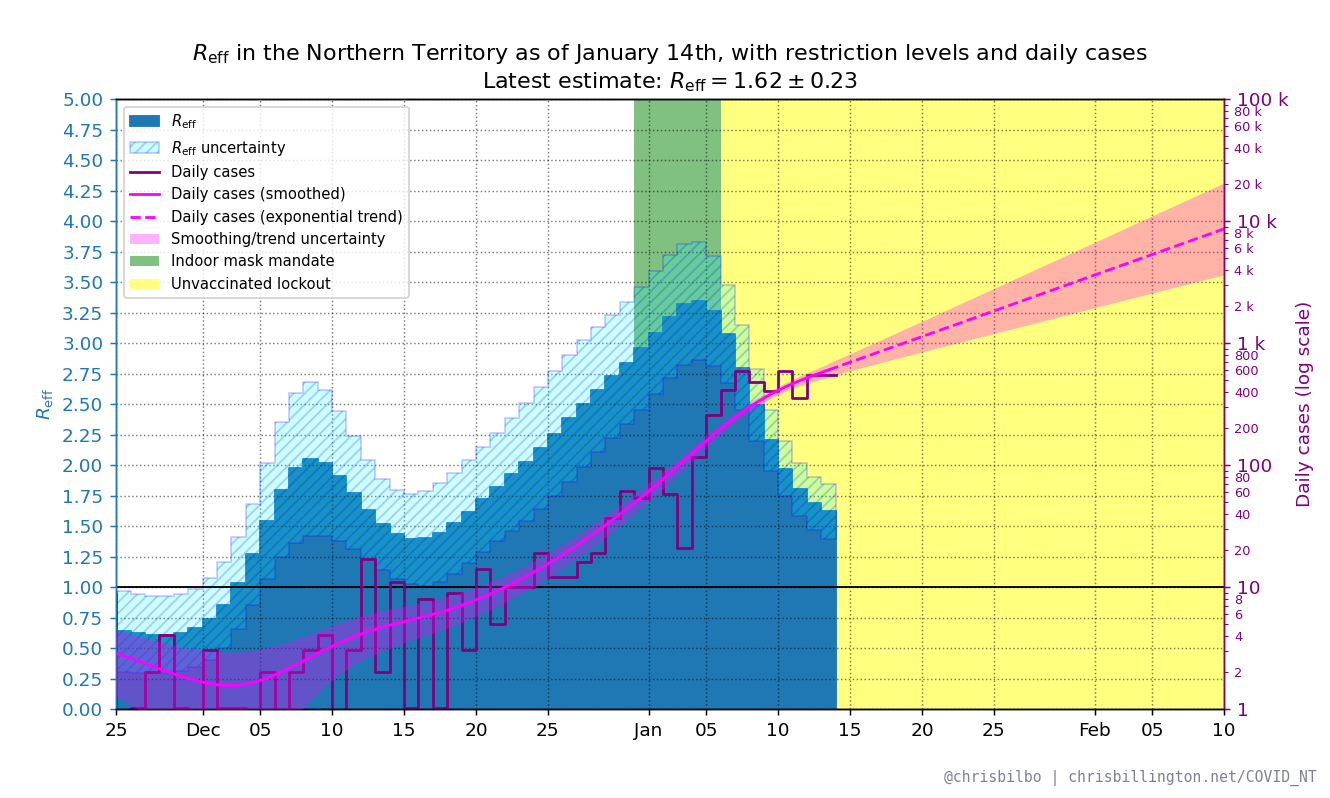 R_eff in the Northern Territory as of January 14th, with restriction levels and daily cases
Latest estimate: R_eff = 1.62 ± 0.23
R_eff
R_eff uncertainty
Daily cases
Daily cases (smoothed)
Daily cases (exponential trend)
Smoothing/trend uncertainty
Indoor mask mandate
Unvaccinated lockout
R_eff
5.00
4.75
4.50
4.25
4.00
3.75
3.50
3.25
3.00
2.75
2.50
2.25
2.00
1.75
1.50
1.25
1.00
0.75
0.50
0.25
0.00
25 Dec 05 10 15 20 25 Jan 05 10 15 20 25 Feb 05 10
100 k
80 k
60 k
40 k
20 k
10 k
8 k
6 k
4 k
2 k
1 k
800
600
400
200
100
80
60
40
20
10
8
6
4
2
1
Daily cases (log scale)
@chrisbilbo | chrisbillington.net/COVID_NT